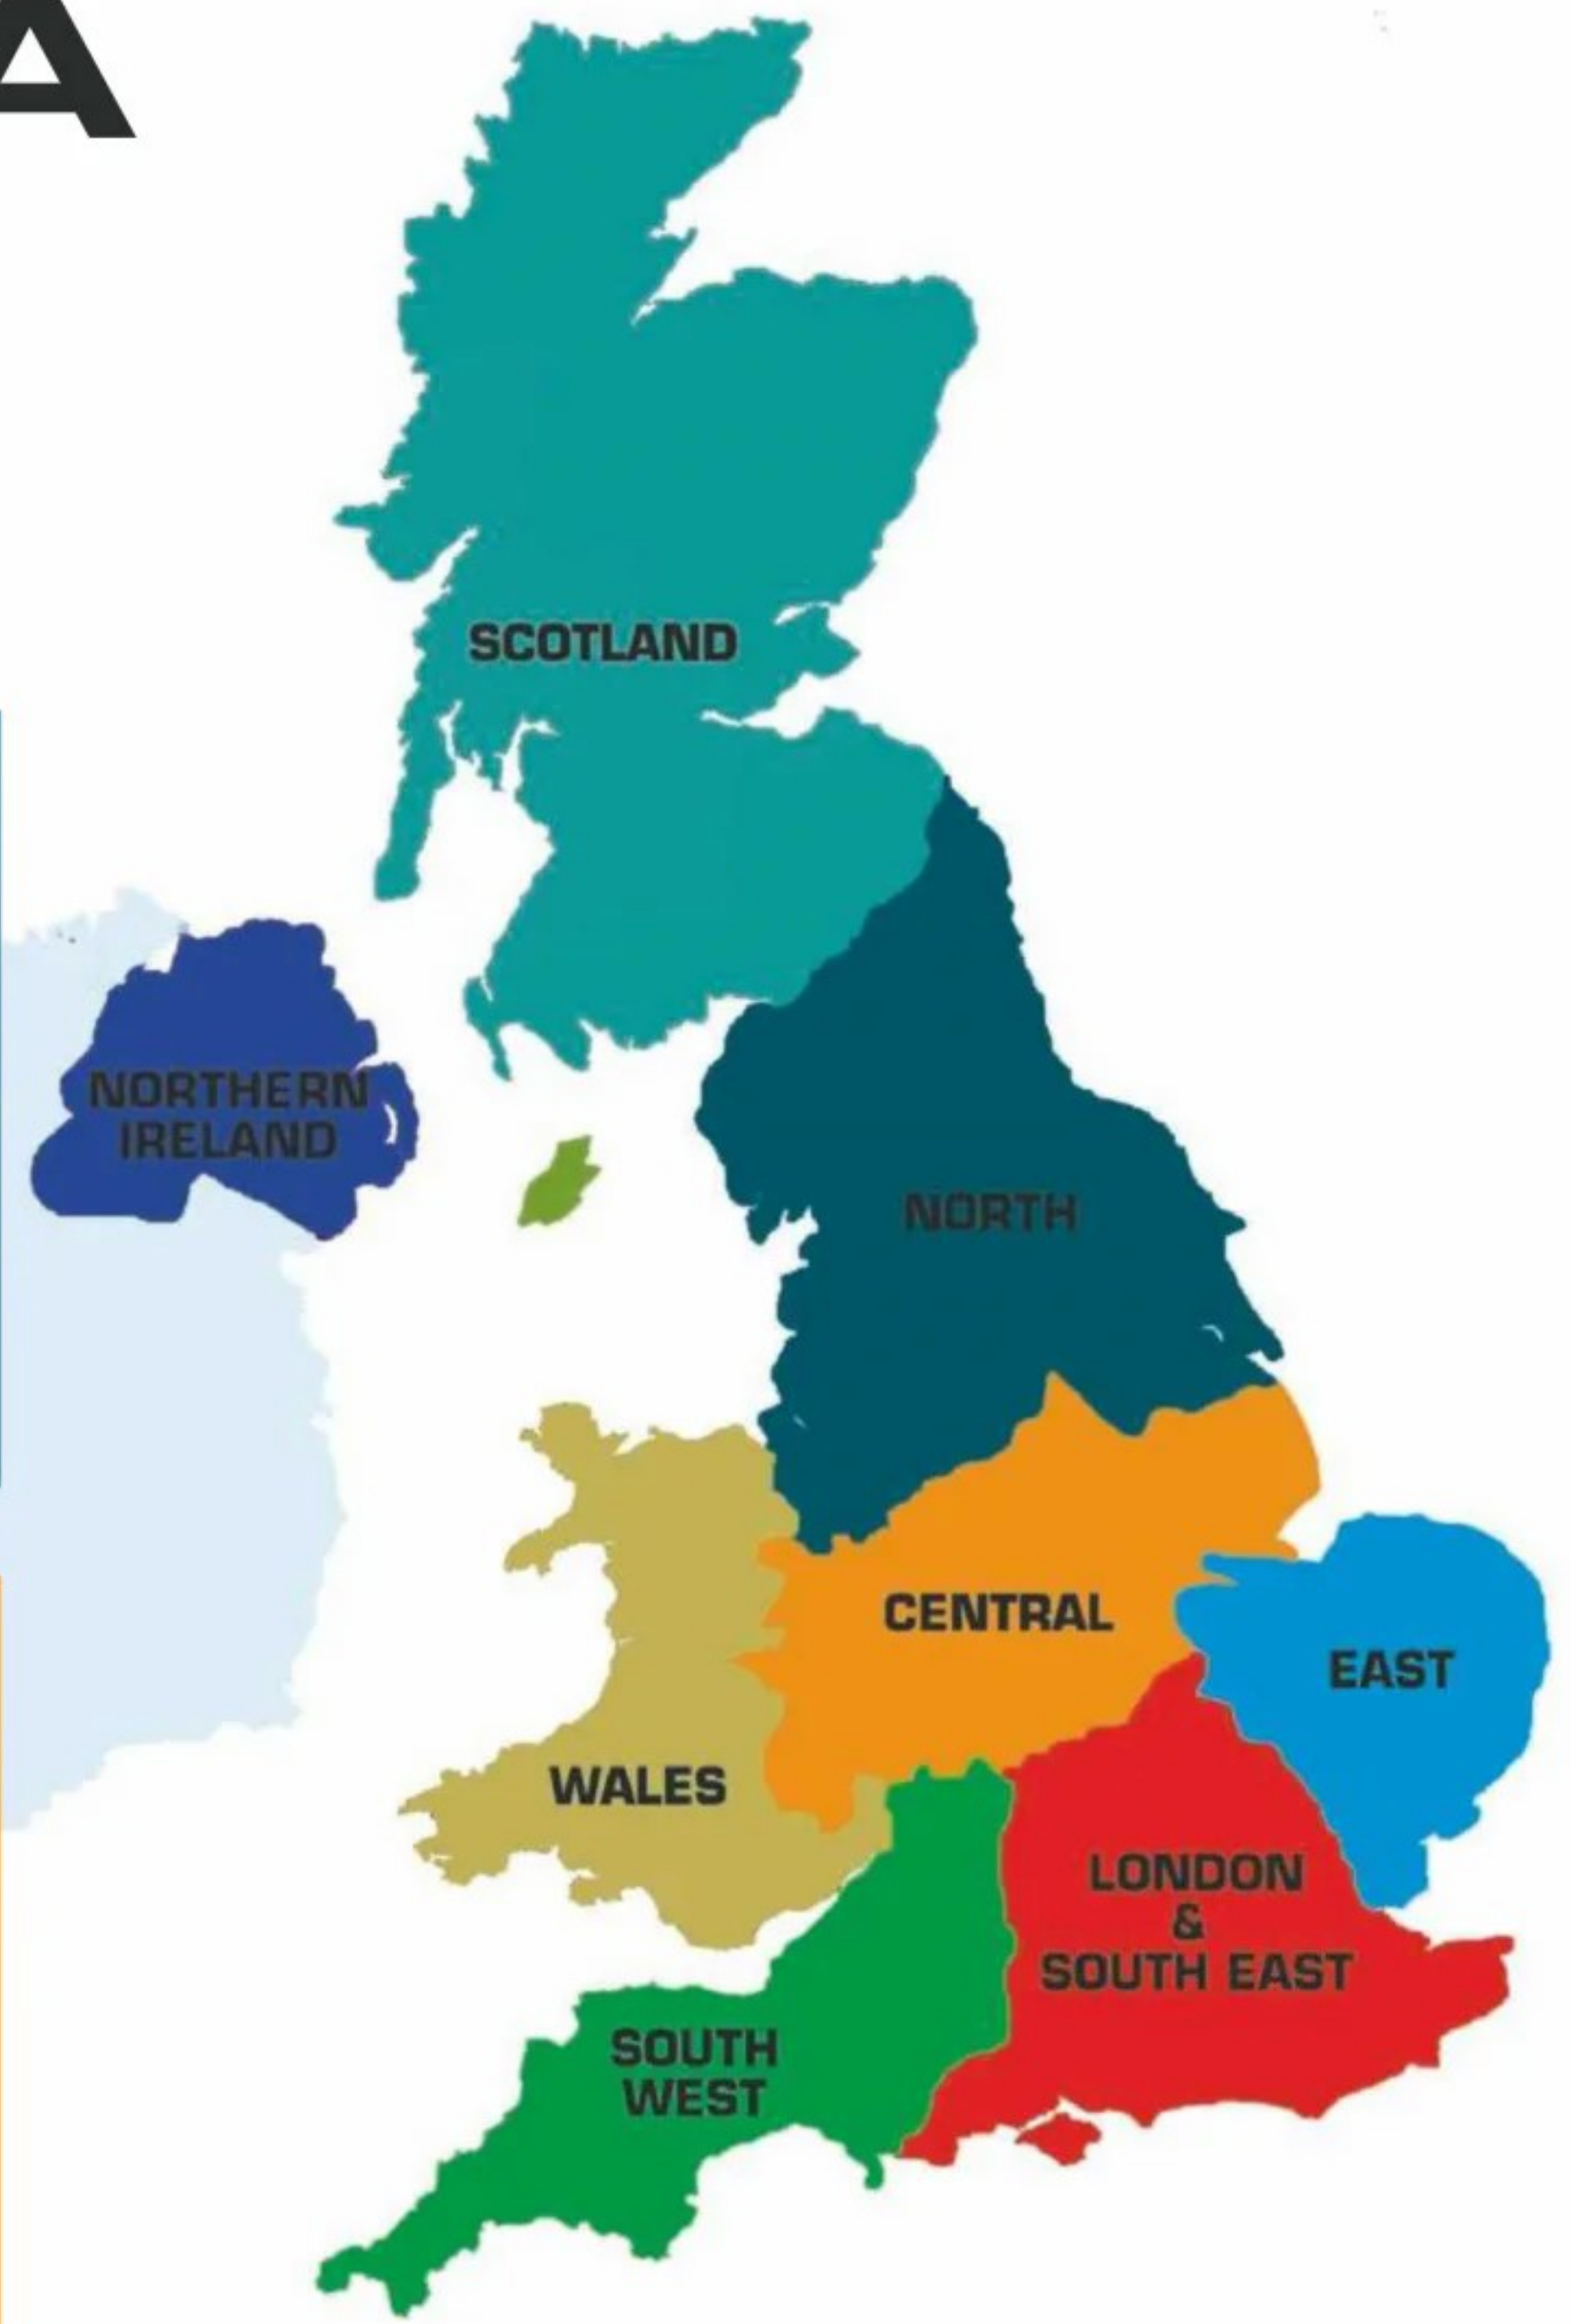 A
SCOTLAND
NORTHERN
IRELAND
NORTH
CENTRAL
EAST
WALES
LONDON
&
SOUTH EAST
SOUTH
WEST